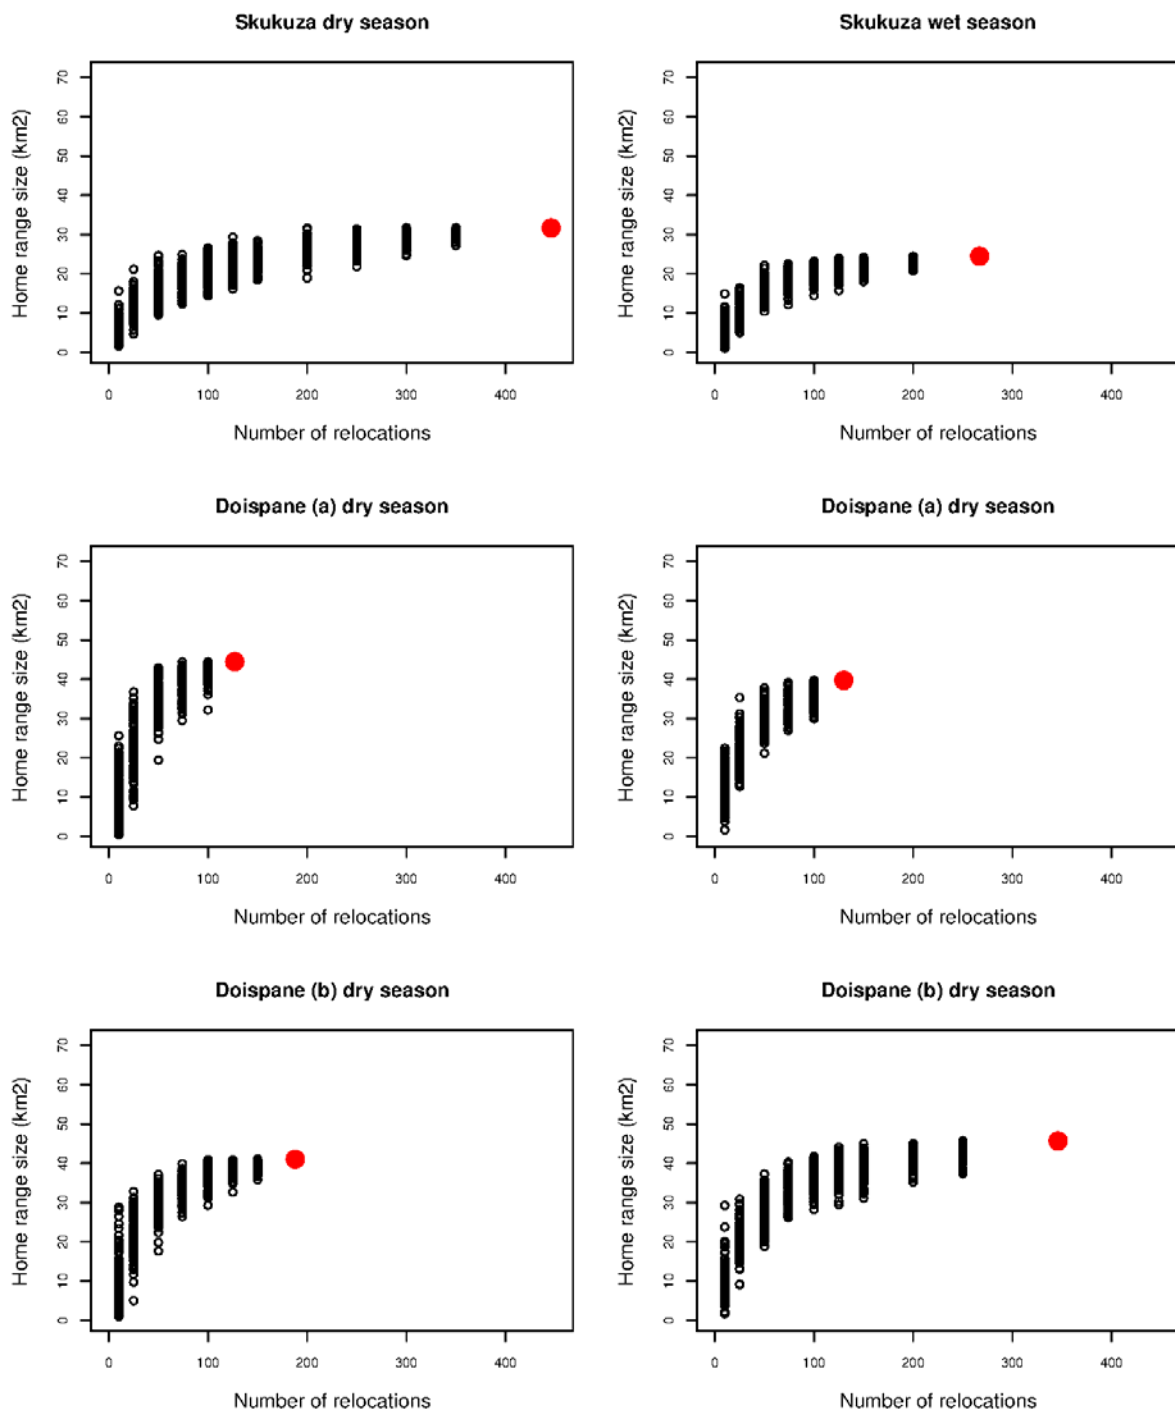 Skukuza dry season
Home range size (km2)
70
60
50
40
30
20
10
0
0 100 200 300 400
Number of relocations
Skukuza wet season
Home range size (km2)
70
60
50
40
30
20
10
0
0 100 200 300 400
Number of relocations
Doispane (a) dry season
Home range size (km2)
70
60
50
40
30
20
10
0
0 100 200 300 400
Number of relocations
Doispane (a) dry season
Home range size (km2)
70
60
50
40
30
20
10
0
0 100 200 300 400
Number of relocations
Doispane (b) dry season
Home range size (km2)
70
60
50
40
30
20
10
0
0 100 200 300 400
Number of relocations
Doispane (b) dry season
Home range size (km2)
70
60
50
40
30
20
10
0
0 100 200 300 400
Number of relocations